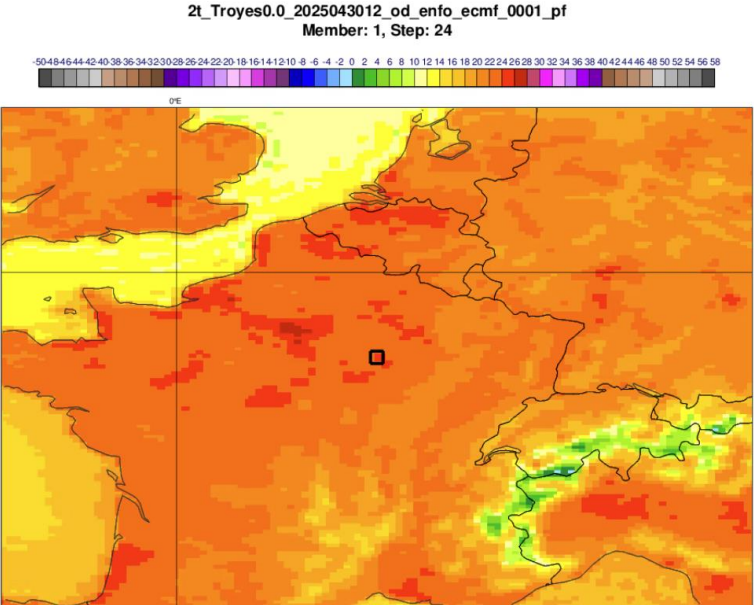 2t_Troyes0.0_2025043012_od_enfo_ecmf_0001_pf
Member: 1, Step: 24
-50-48-46-44-42-40-38-36-34-32-30-28-26-24-22-20-18-16-14-12-10-8 -6 -4 -2 0 2 4 6 8 10 12 14 16 18 20 22 24 26 28 30 32 34 36 38 40 42 44 46 48 50 52 54 56 58
0°E